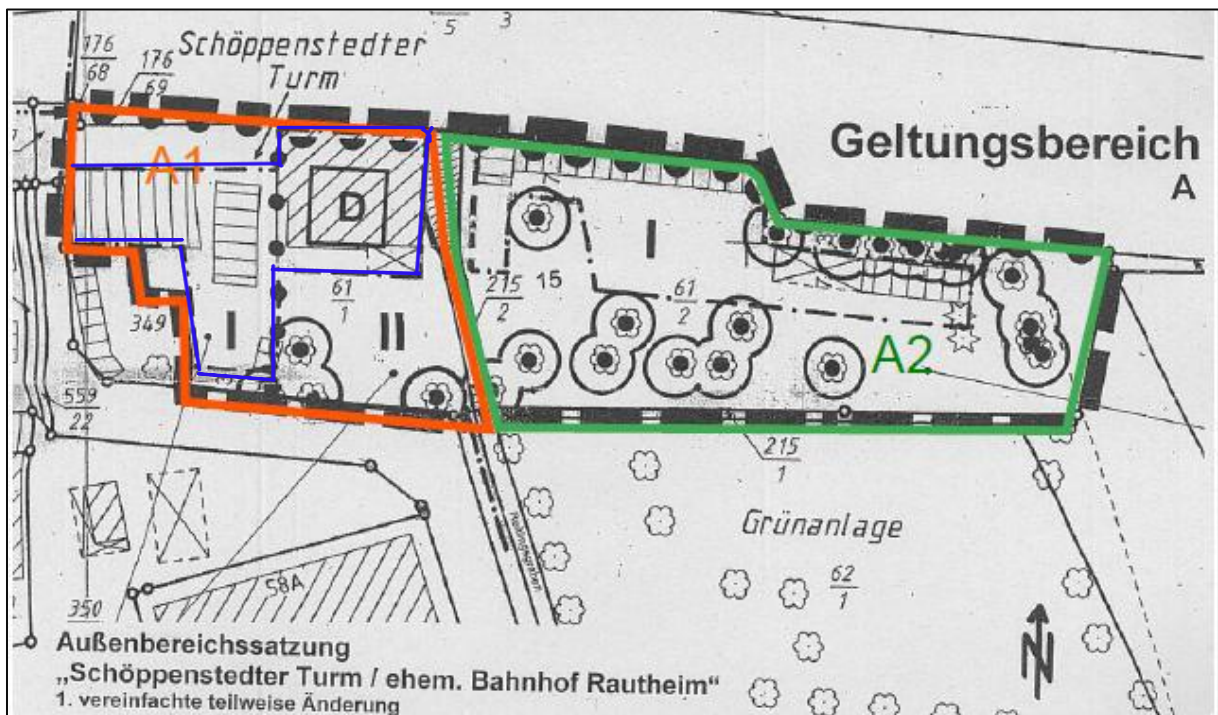 5
3
176
68
176
69
Schöppenstedter
Turm
Geltungsbereich
A
A1
D
I
61
1
II
I
349
215
2
15
I
61
2
A2
559
22
215
1
Grünanlage
62
1
58A
350
N
Außenbereichssatzung
„Schöppenstedter Turm / ehem. Bahnhof Rautheim“
1. vereinfachte teilweise Änderung